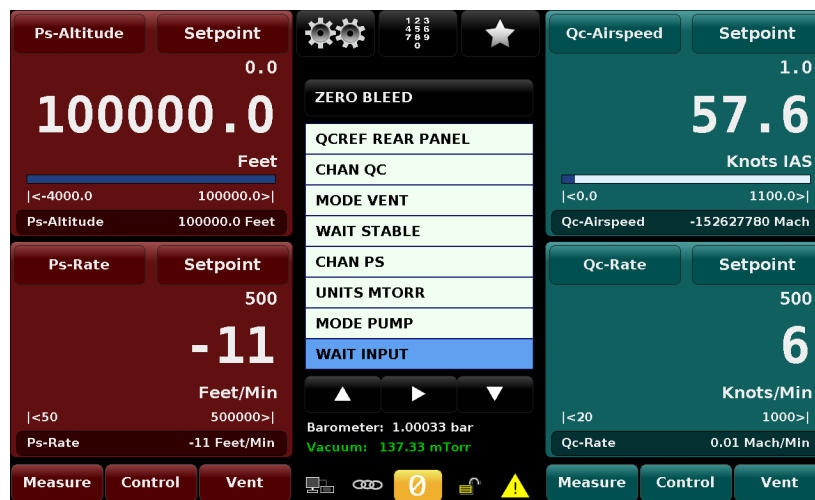 Ps-Altitude Setpoint
0.0
100000.0
Feet
|<-4000.0 100000.0>|
Ps-Altitude 100000.0 Feet
Ps-Rate Setpoint
500
-11
Feet/Min
|<50 500000>|
Ps-Rate -11 Feet/Min
Measure Control Vent
1 2 3
4 5 6
7 8 9
0
ZERO BLEED
QCREF REAR PANEL
CHAN QC
MODE VENT
WAIT STABLE
CHAN PS
UNITS MTORR
MODE PUMP
WAIT INPUT
Barometer: 1.00033 bar
Vacuum: 137.33 mTorr
0
Qc-Airspeed Setpoint
1.0
57.6
Knots IAS
|<0.0 1100.0>|
Qc-Airspeed -152627780 Mach
Qc-Rate Setpoint
500
6
Knots/Min
|<20 1000>|
Qc-Rate 0.01 Mach/Min
Measure Control Vent